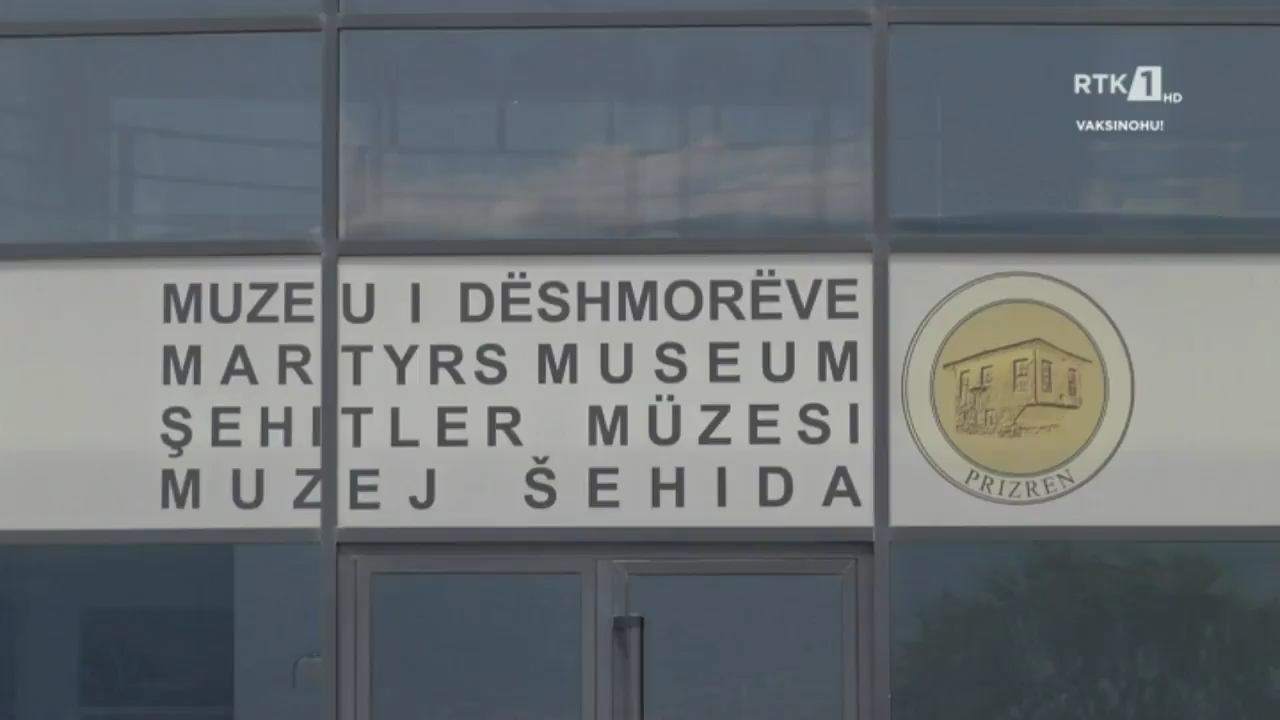 RTK 1 HD
VAKSINOHU!
MUZEU I DËSHMORËVE
MARTYRS MUSEUM
ŞEHITLER MÜZESI
MUZEJ ŠEHIDA
PRIZREN